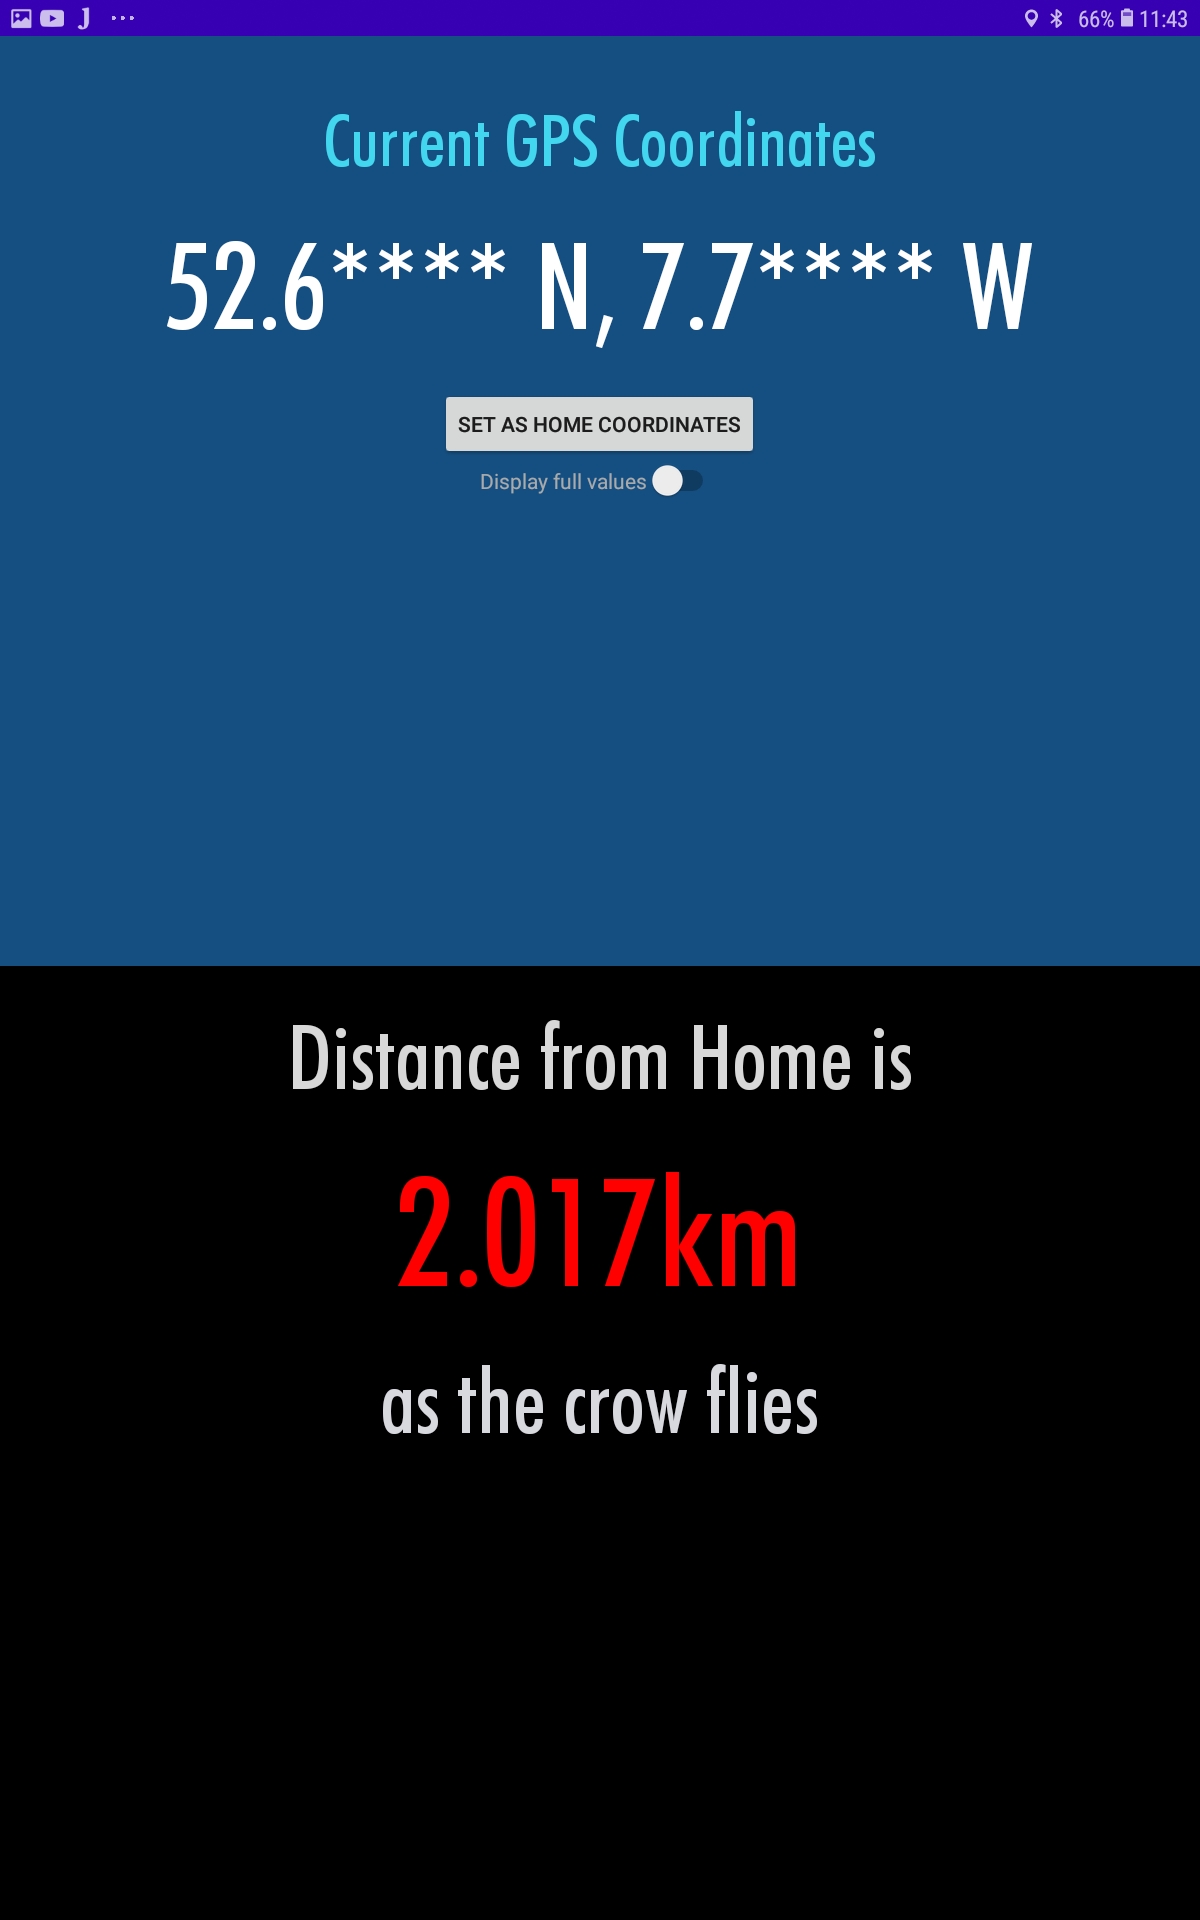 66% 11:43
Current GPS Coordinates
52.6**** N, 7.7**** W
SET AS HOME COORDINATES
Display full values
Distance from Home is
2.017km
as the crow flies